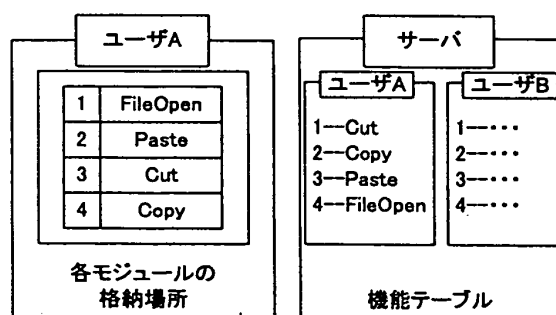 ユーザA
1 FileOpen
2 Paste
3 Cut
4 Copy
各モジュールの
格納場所
サーバ
ユーザA
1--Cut
2--Copy
3--Paste
4--FileOpen
ユーザB
1--・・・
2--・・・
3--・・・
4--・・・
機能テーブル